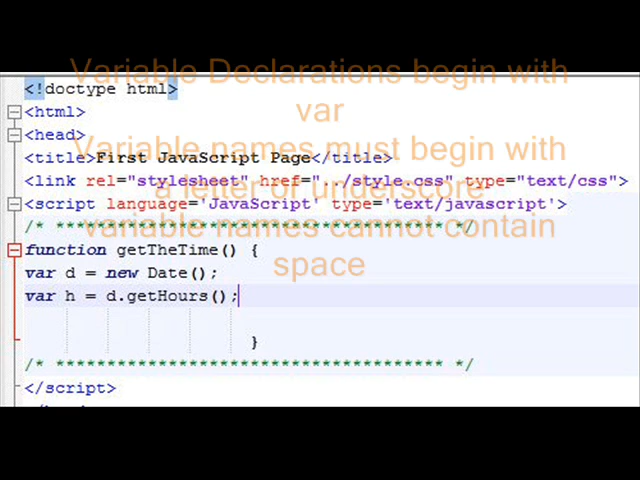 Variable Declarations begin with
var
Variable names must begin with
a letter or underscore
variable names cannot contain
space
<!doctype html>
<html>
<head>
<title>First JavaScript Page</title>
<link rel="stylesheet" href="../style.css" type="text/css">
<script language='JavaScript' type='text/javascript'>
/* ************************************** */
function getTheTime() {
var d = new Date();
var h = d.getHours();
}
/* ************************************** */
</script>